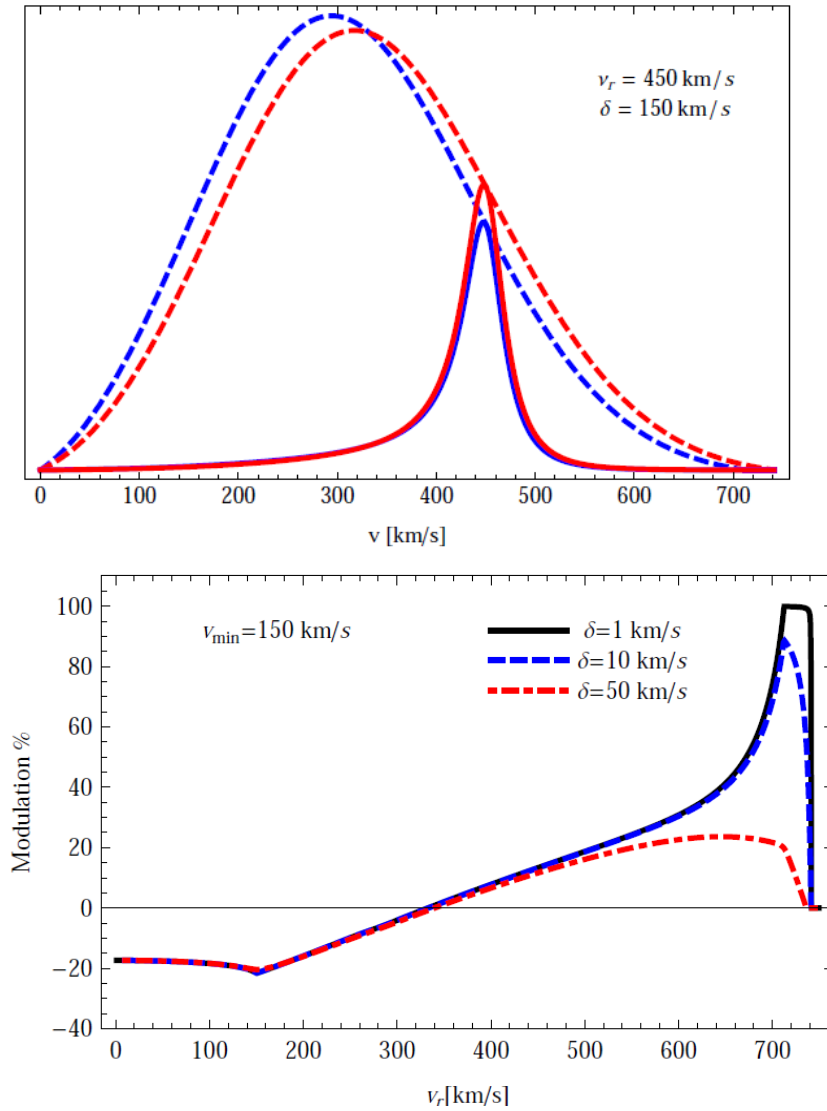 ν_r = 450 km/s
δ = 150 km/s
0 100 200 300 400 500 600 700
v [km/s]
100
80
60
40
20
0
−20
−40
Modulation %
v_min=150 km/s
δ=1 km/s
δ=10 km/s
δ=50 km/s
0 100 200 300 400 500 600 700
v_r[km/s]